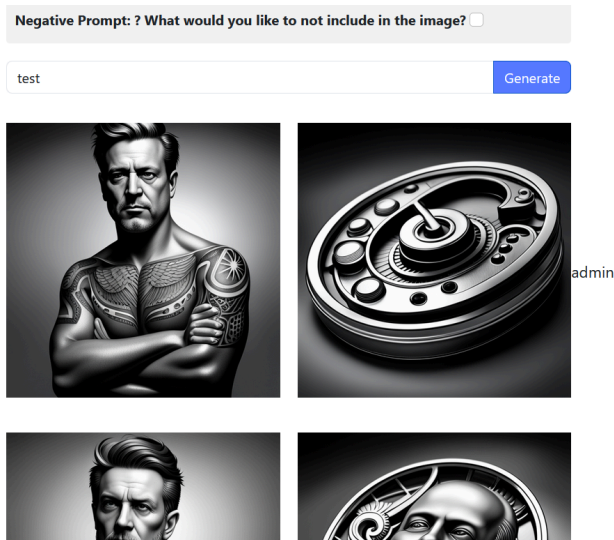 Negative Prompt: ? What would you like to not include in the image?
test
Generate
admin